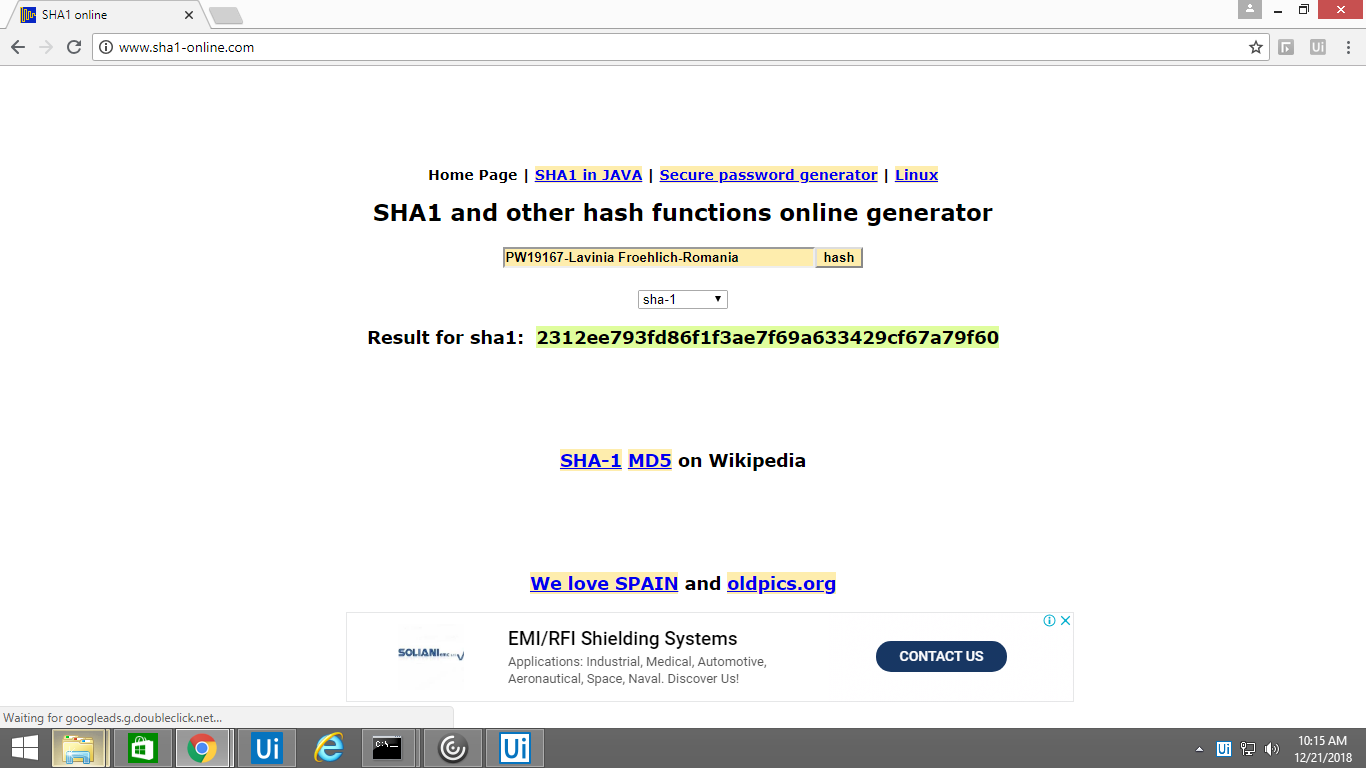 SHA1 online
www.sha1-online.com
Home Page | SHA1 in JAVA | Secure password generator | Linux
SHA1 and other hash functions online generator
PW19167-Lavinia Froehlich-Romania hash
sha-1
Result for sha1: 2312ee793fd86f1f3ae7f69a633429cf67a79f60
SHA-1 MD5 on Wikipedia
We love SPAIN and oldpics.org
EMI/RFI Shielding Systems
SOLIANI
Applications: Industrial, Medical, Automotive,
Aeronautical, Space, Naval. Discover Us!
CONTACT US
Waiting for googleads.g.doubleclick.net...
Ui
C:\_
Ui
Ui
10:15 AM
12/21/2018